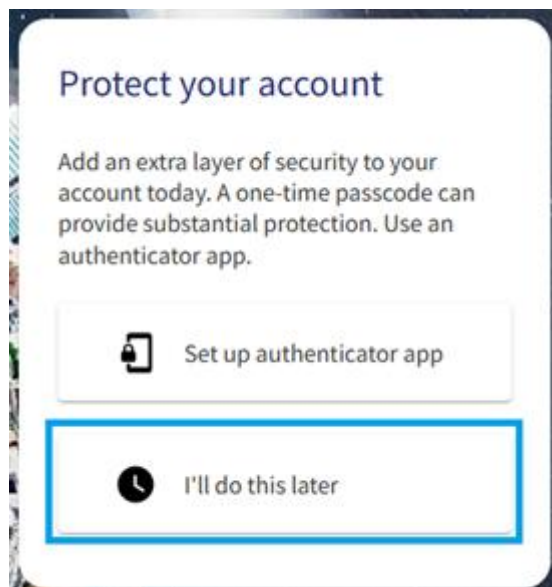 Protect your account
Add an extra layer of security to your
account today. A one-time passcode can
provide substantial protection. Use an
authenticator app.
Set up authenticator app
I'll do this later